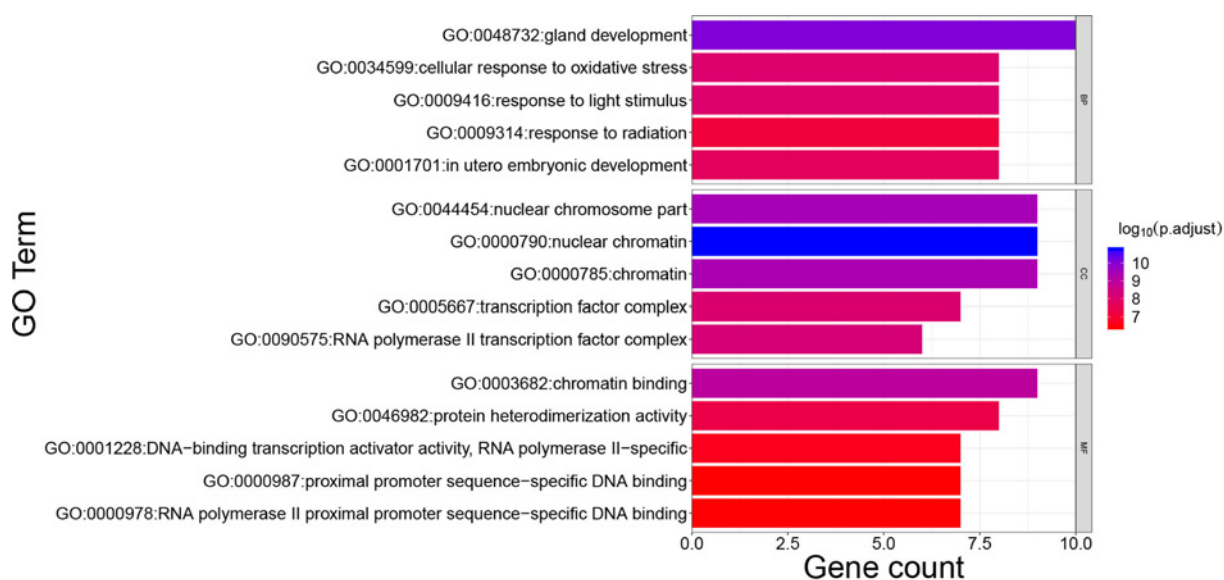 GO Term
GO:0048732:gland development
GO:0034599:cellular response to oxidative stress
GO:0009416:response to light stimulus
GO:0009314:response to radiation
GO:0001701:in utero embryonic development
BP
GO:0044454:nuclear chromosome part
GO:0000790:nuclear chromatin
GO:0000785:chromatin
GO:0005667:transcription factor complex
GO:0090575:RNA polymerase II transcription factor complex
CC
GO:0003682:chromatin binding
GO:0046982:protein heterodimerization activity
GO:0001228:DNA−binding transcription activator activity, RNA polymerase II−specific
GO:0000987:proximal promoter sequence−specific DNA binding
GO:0000978:RNA polymerase II proximal promoter sequence−specific DNA binding
MF
0.0 2.5 5.0 7.5 10.0
Gene count
log₁₀(p.adjust)
10
9
8
7